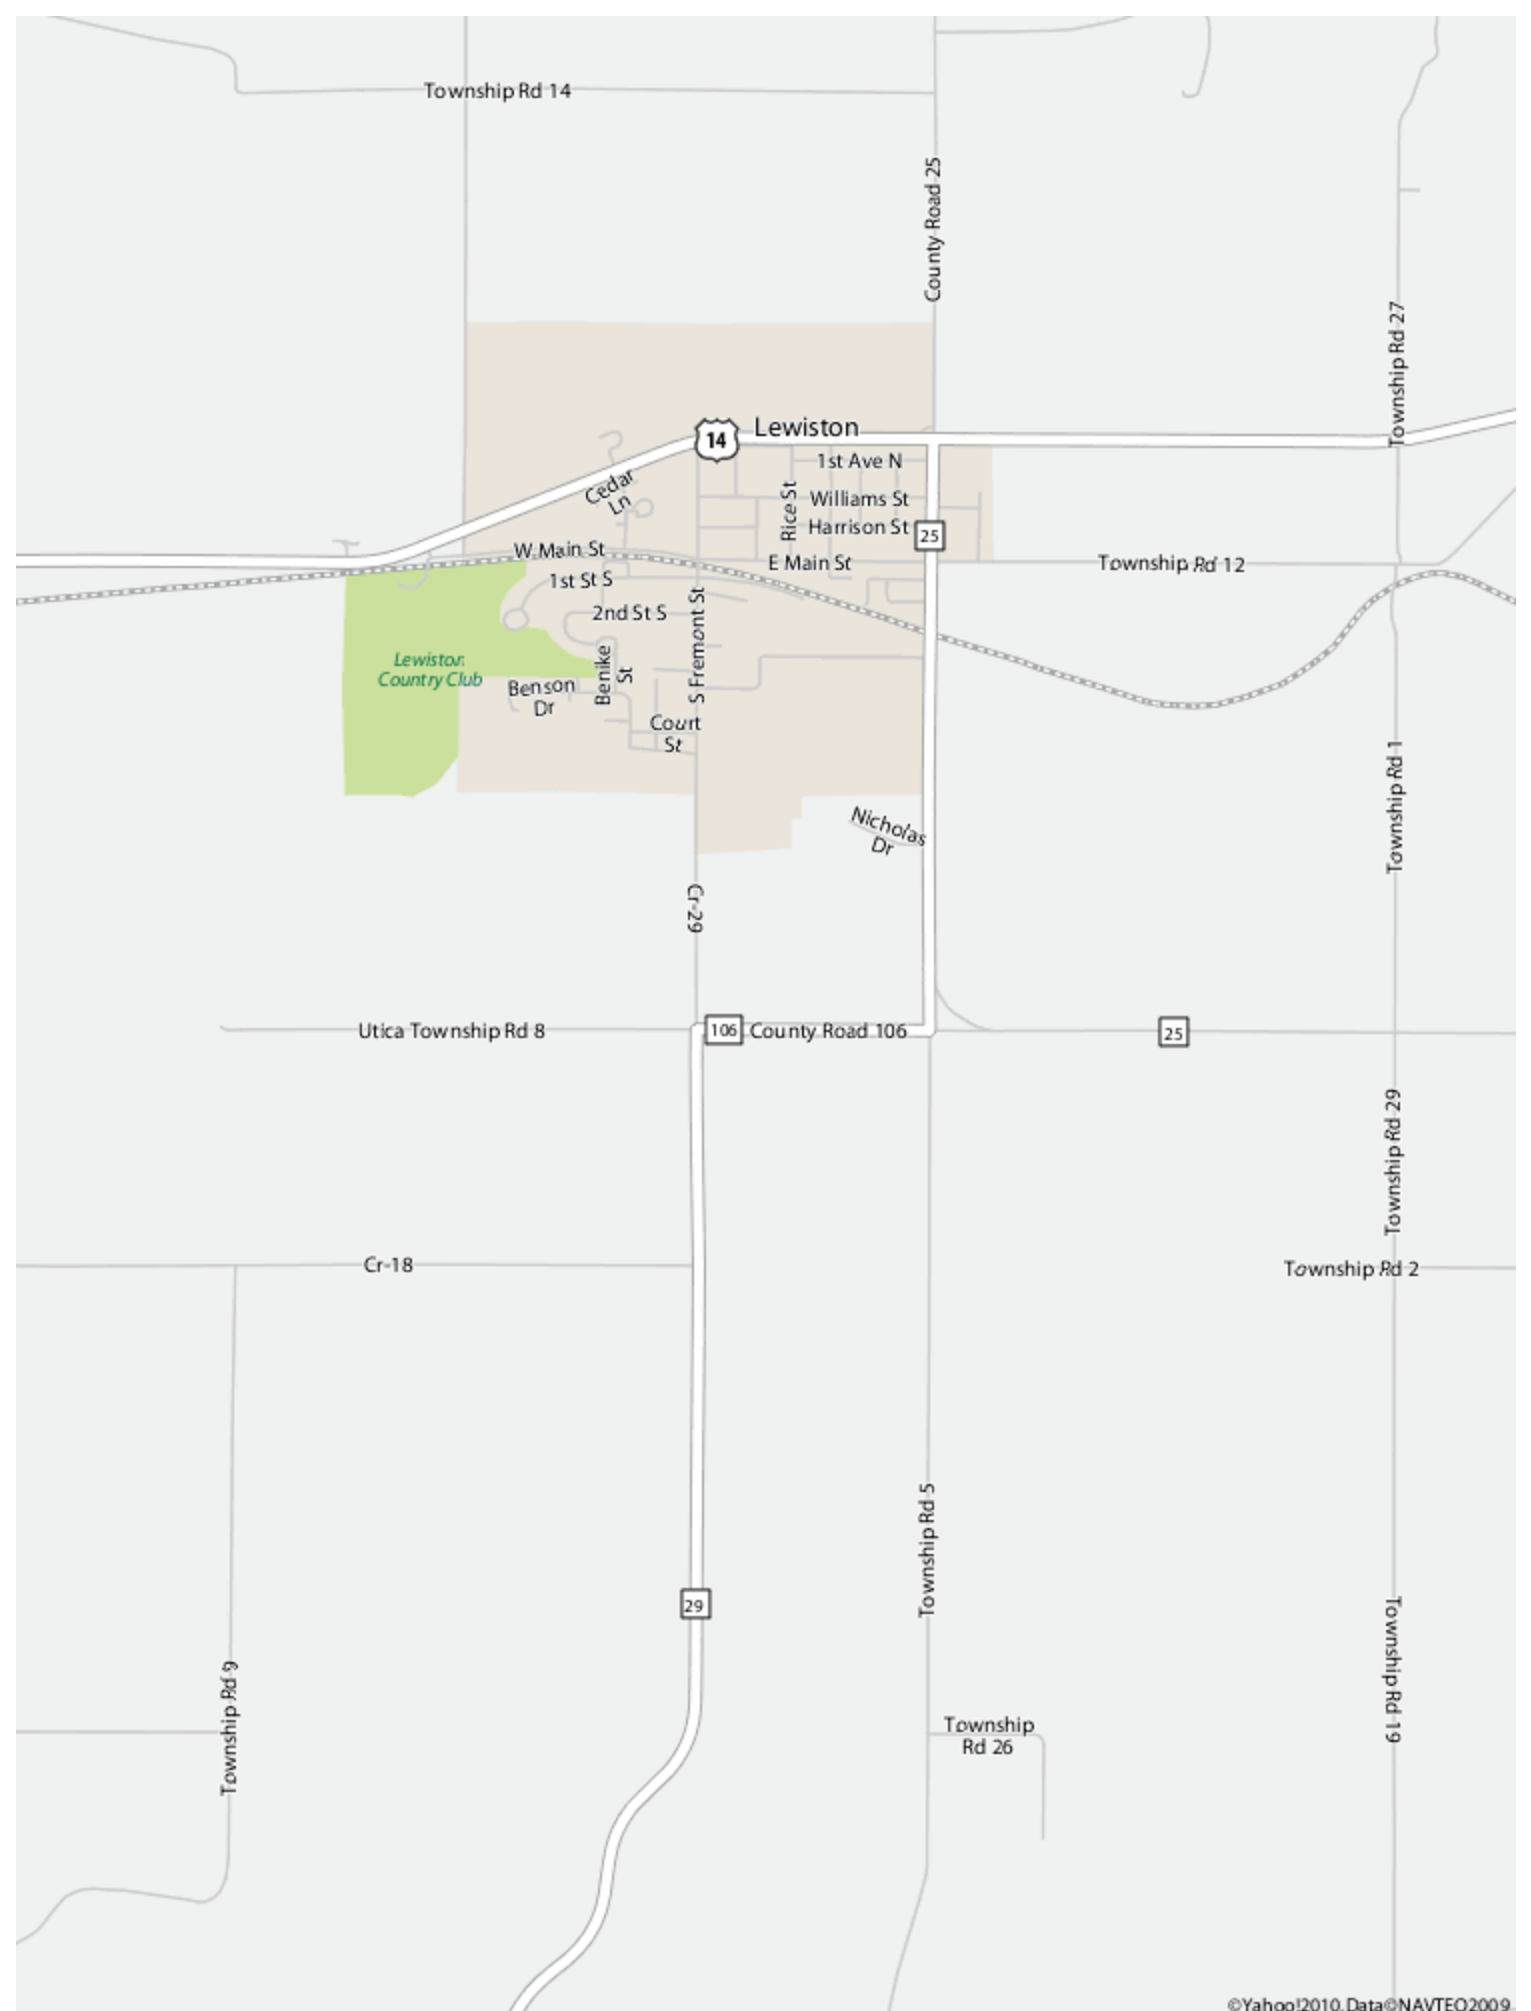 Township Rd 14
County Road 25
Township Rd 27
Lewiston
14
1st Ave N
Cedar
Ln
Rice St
Williams St
Harrison St
25
W Main St
E Main St
Township Rd 12
1st St S
2nd St S
S Fremont St
Lewiston
Country Club
Benike
St
Benson
Dr
Court
St
Township Rd 1
Nicholas
Dr
Cr-29
Utica Township Rd 8
106
County Road 106
25
Township Rd 29
Cr-18
Township Rd 2
Township Rd 5
29
Township Rd 19
Township Rd 9
Township
Rd 26
©Yahoo!2010, Data©NAVTEQ2009